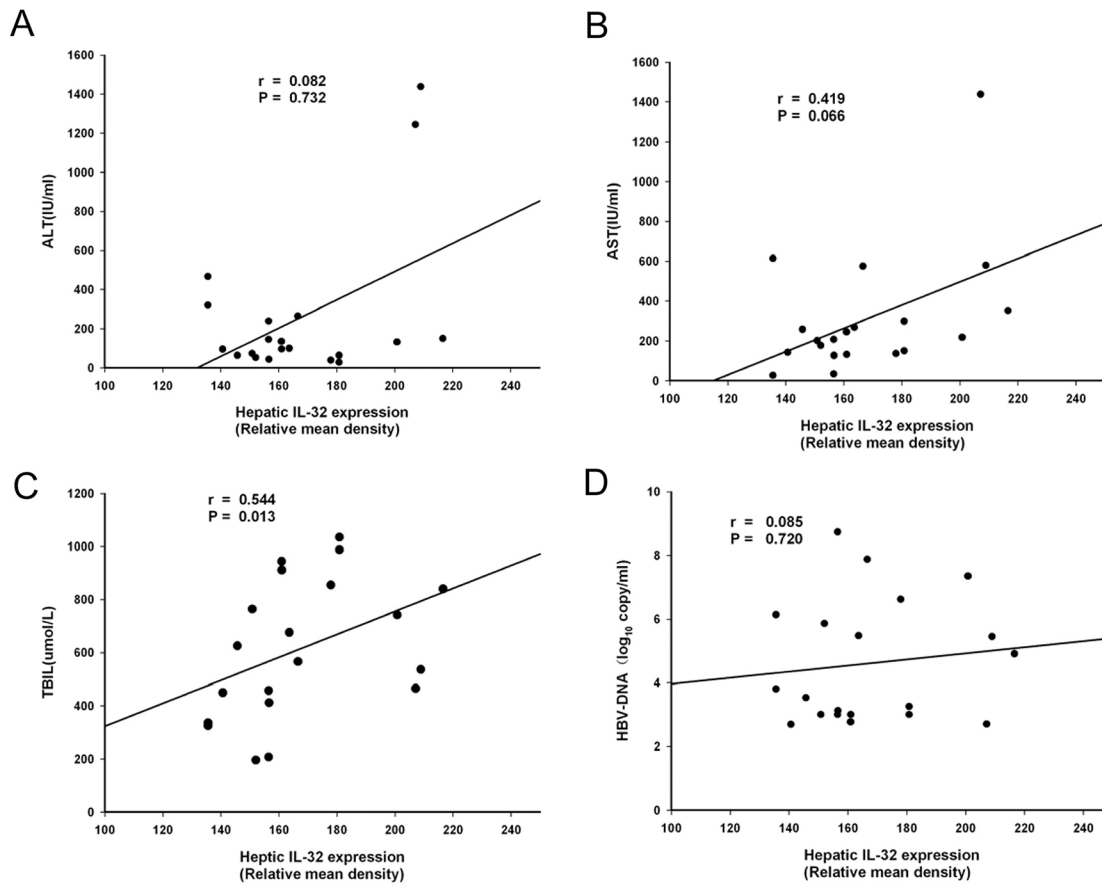 A
1600
1400
1200
1000
800
600
400
200
0
ALT(IU/ml)
r = 0.082
P = 0.732
100 120 140 160 180 200 220 240
Hepatic IL-32 expression
(Relative mean density)
B
1600
1400
1200
1000
800
600
400
200
0
AST(IU/ml)
r = 0.419
P = 0.066
100 120 140 160 180 200 220 240
Hepatic IL-32 expression
(Relative mean density)
C
1200
1000
800
600
400
200
0
TBIL(umol/L)
r = 0.544
P = 0.013
100 120 140 160 180 200 220 240
Heptic IL-32 expression
(Relative mean density)
D
10
8
6
4
2
0
HBV-DNA（log10 copy/ml)
r = 0.085
P = 0.720
100 120 140 160 180 200 220 240
Hepatic IL-32 expression
(Relative mean density)